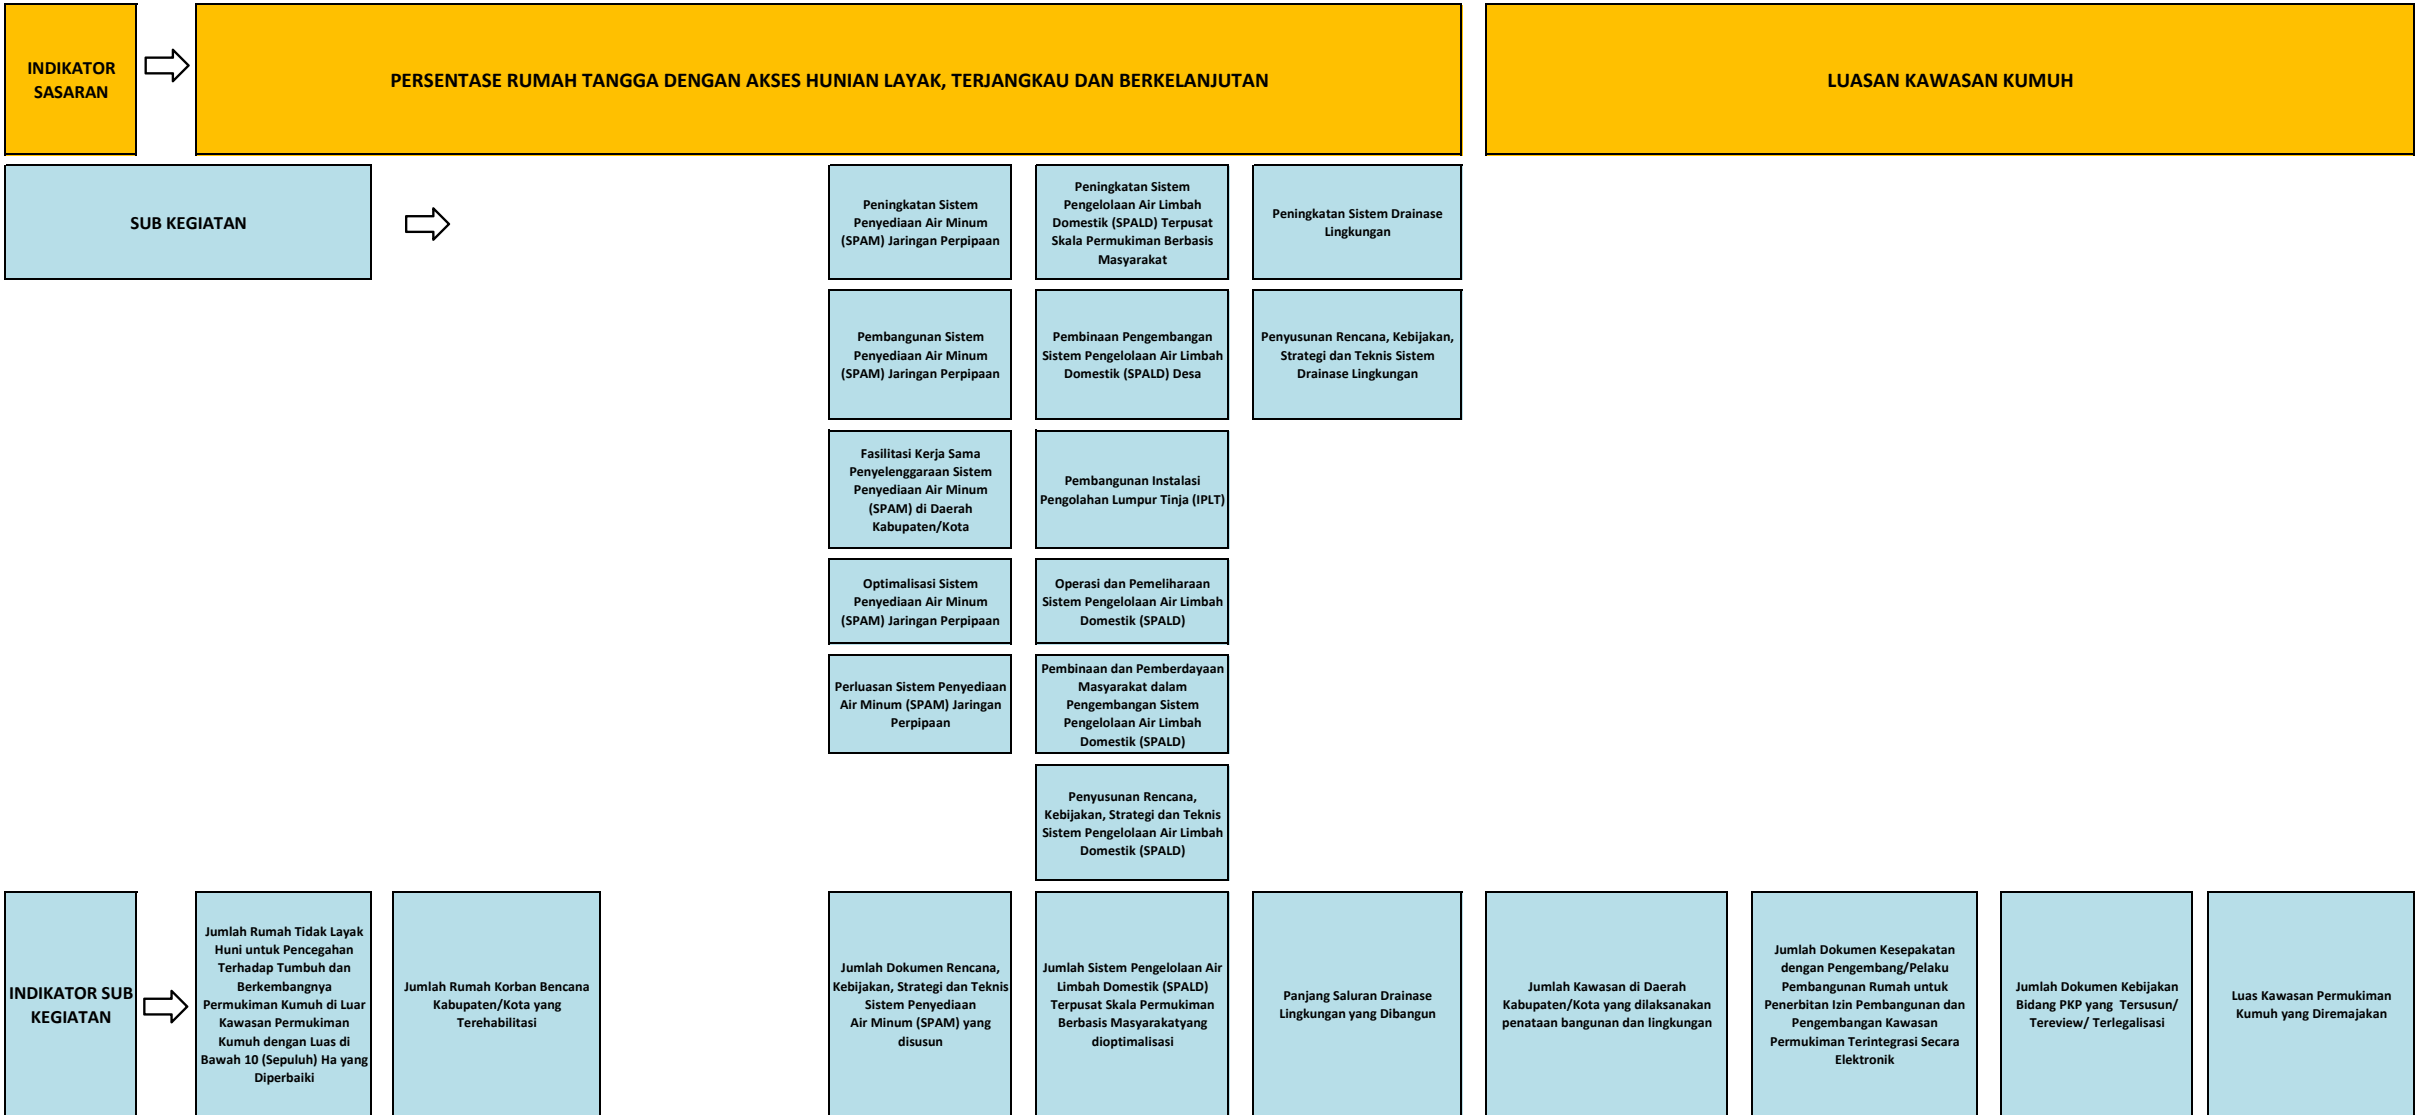 INDIKATOR
SASARAN
PERSENTASE RUMAH TANGGA DENGAN AKSES HUNIAN LAYAK, TERJANGKAU DAN BERKELANJUTAN
LUASAN KAWASAN KUMUH
SUB KEGIATAN
Peningkatan Sistem
Penyediaan Air Minum
(SPAM) Jaringan Perpipaan
Peningkatan Sistem
Pengelolaan Air Limbah
Domestik (SPALD) Terpusat
Skala Permukiman Berbasis
Masyarakat
Peningkatan Sistem Drainase
Lingkungan
Pembangunan Sistem
Penyediaan Air Minum
(SPAM) Jaringan Perpipaan
Pembinaan Pengembangan
Sistem Pengelolaan Air Limbah
Domestik (SPALD) Desa
Penyusunan Rencana, Kebijakan,
Strategi dan Teknis Sistem
Drainase Lingkungan
Fasilitasi Kerja Sama
Penyelenggaraan Sistem
Penyediaan Air Minum
(SPAM) di Daerah
Kabupaten/Kota
Pembangunan Instalasi
Pengolahan Lumpur Tinja (IPLT)
Optimalisasi Sistem
Penyediaan Air Minum
(SPAM) Jaringan Perpipaan
Operasi dan Pemeliharaan
Sistem Pengelolaan Air Limbah
Domestik (SPALD)
Perluasan Sistem Penyediaan
Air Minum (SPAM) Jaringan
Perpipaan
Pembinaan dan Pemberdayaan
Masyarakat dalam
Pengembangan Sistem
Pengelolaan Air Limbah
Domestik (SPALD)
Penyusunan Rencana,
Kebijakan, Strategi dan Teknis
Sistem Pengelolaan Air Limbah
Domestik (SPALD)
INDIKATOR SUB
KEGIATAN
Jumlah Rumah Tidak Layak
Huni untuk Pencegahan
Terhadap Tumbuh dan
Berkembangnya
Permukiman Kumuh di Luar
Kawasan Permukiman
Kumuh dengan Luas di
Bawah 10 (Sepuluh) Ha yang
Diperbaiki
Jumlah Rumah Korban Bencana
Kabupaten/Kota yang
Terehabilitasi
Jumlah Dokumen Rencana,
Kebijakan, Strategi dan Teknis
Sistem Penyediaan
Air Minum (SPAM) yang
disusun
Jumlah Sistem Pengelolaan Air
Limbah Domestik (SPALD)
Terpusat Skala Permukiman
Berbasis Masyarakatyang
dioptimalisasi
Panjang Saluran Drainase
Lingkungan yang Dibangun
Jumlah Kawasan di Daerah
Kabupaten/Kota yang dilaksanakan
penataan bangunan dan lingkungan
Jumlah Dokumen Kesepakatan
dengan Pengembang/Pelaku
Pembangunan Rumah untuk
Penerbitan Izin Pembangunan dan
Pengembangan Kawasan
Permukiman Terintegrasi Secara
Elektronik
Jumlah Dokumen Kebijakan
Bidang PKP yang  Tersusun/
Tereview/ Terlegalisasi
Luas Kawasan Permukiman
Kumuh yang Diremajakan